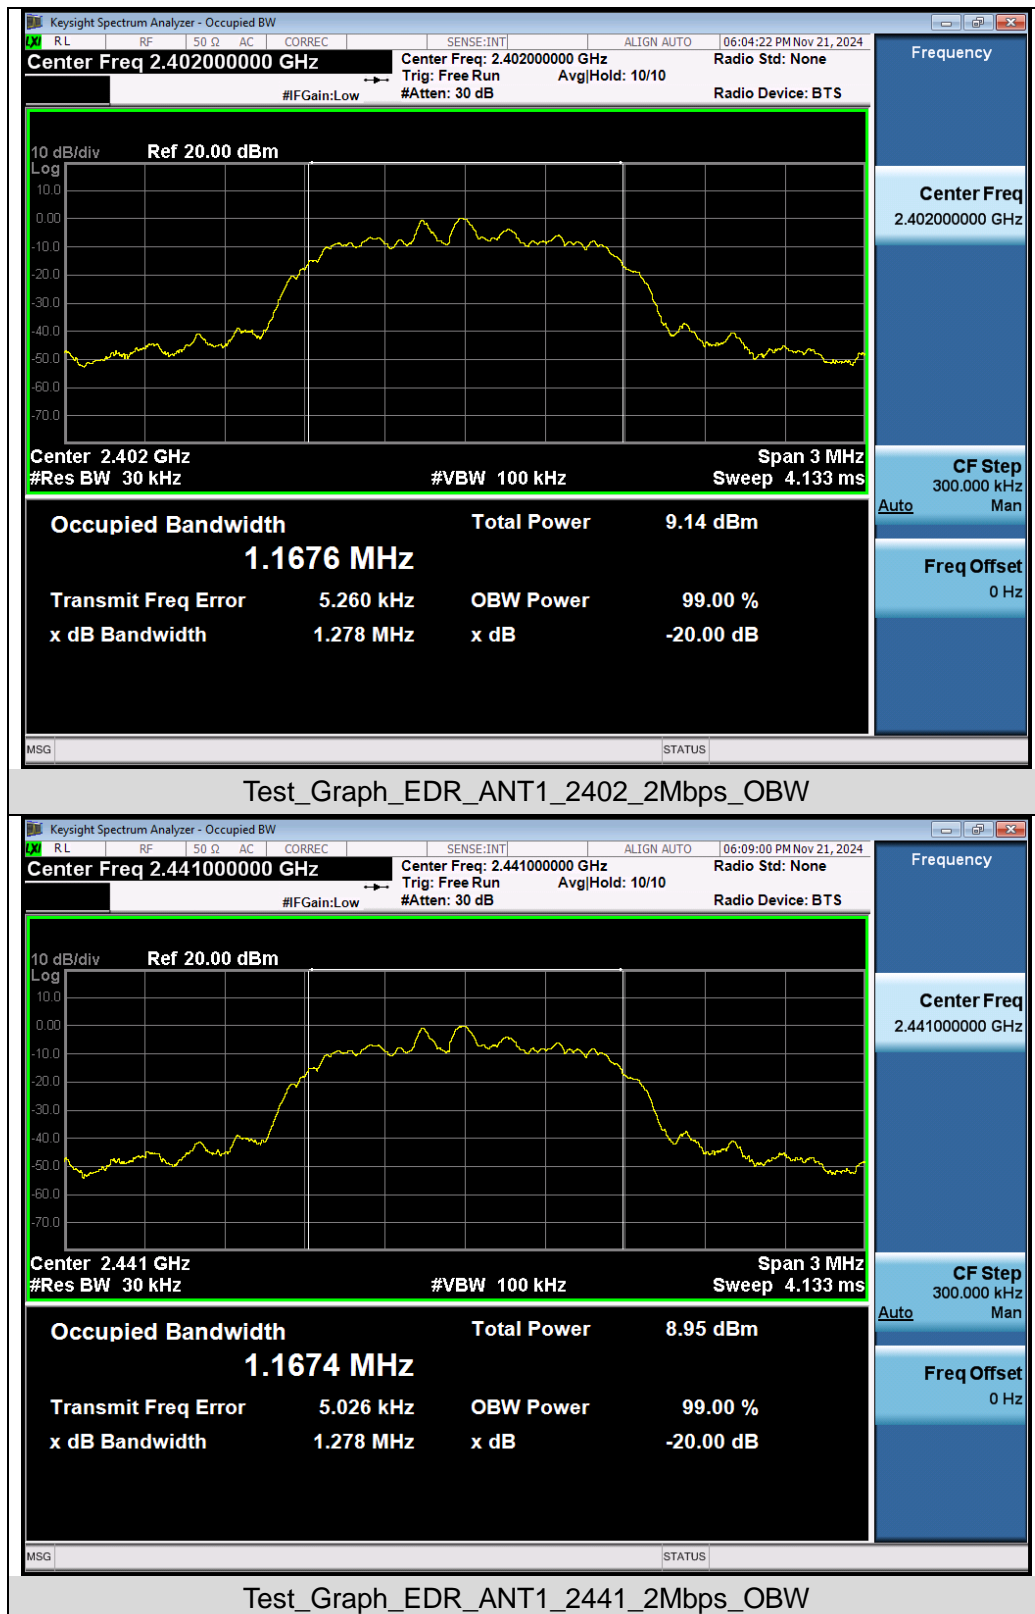 Keysight Spectrum Analyzer - Occupied BW
LXI RL RF 50 Ω AC CORREC SENSE:INT ALIGN AUTO 06:04:22 PM Nov 21, 2024
Center Freq 2.402000000 GHz Center Freq: 2.402000000 GHz Radio Std: None Frequency
Trig: Free Run Avg|Hold: 10/10
#IFGain:Low #Atten: 30 dB Radio Device: BTS
10 dB/div Ref 20.00 dBm
Log
10.0
0.00
-10.0
-20.0
-30.0
-40.0
-50.0
-60.0
-70.0
Center Freq
2.402000000 GHz
Center 2.402 GHz Span 3 MHz
#Res BW 30 kHz #VBW 100 kHz Sweep 4.133 ms
CF Step
300.000 kHz
Auto Man
Occupied Bandwidth Total Power 9.14 dBm
1.1676 MHz
Freq Offset
0 Hz
Transmit Freq Error 5.260 kHz OBW Power 99.00 %
x dB Bandwidth 1.278 MHz x dB -20.00 dB
MSG STATUS
Test_Graph_EDR_ANT1_2402_2Mbps_OBW
Keysight Spectrum Analyzer - Occupied BW
LXI RL RF 50 Ω AC CORREC SENSE:INT ALIGN AUTO 06:09:00 PM Nov 21, 2024
Center Freq 2.441000000 GHz Center Freq: 2.441000000 GHz Radio Std: None Frequency
Trig: Free Run Avg|Hold: 10/10
#IFGain:Low #Atten: 30 dB Radio Device: BTS
10 dB/div Ref 20.00 dBm
Log
10.0
0.00
-10.0
-20.0
-30.0
-40.0
-50.0
-60.0
-70.0
Center Freq
2.441000000 GHz
Center 2.441 GHz Span 3 MHz
#Res BW 30 kHz #VBW 100 kHz Sweep 4.133 ms
CF Step
300.000 kHz
Auto Man
Occupied Bandwidth Total Power 8.95 dBm
1.1674 MHz
Freq Offset
0 Hz
Transmit Freq Error 5.026 kHz OBW Power 99.00 %
x dB Bandwidth 1.278 MHz x dB -20.00 dB
MSG STATUS
Test_Graph_EDR_ANT1_2441_2Mbps_OBW